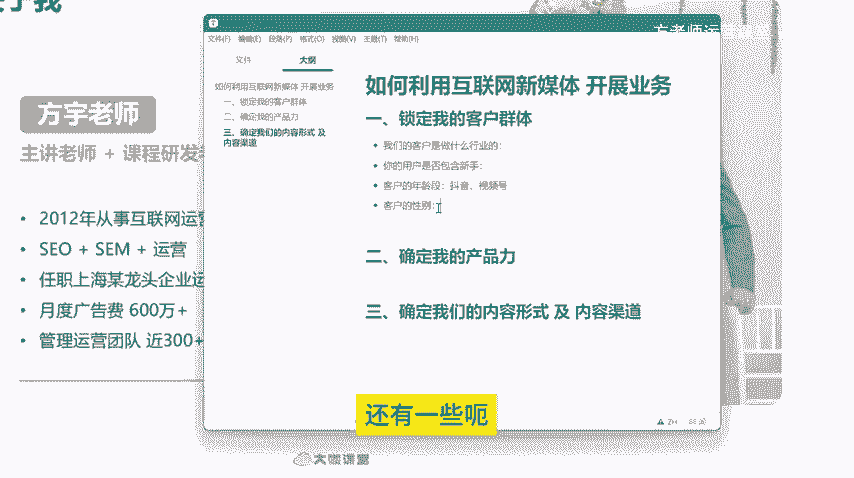 方老师运营课堂
文件(F) 编辑(E) 段落(P) 格式(O) 视图(V) 主题(T) 帮助(H)
文件 大纲
如何利用互联网新媒体 开展业务
一、锁定我的客户群体
二、确定我的产品力
三、确定我们的内容形式 及
内容渠道
如何利用互联网新媒体 开展业务
一、锁定我的客户群体
• 我们的客户是做什么行业的:
• 你的用户是否包含新手:
• 客户的年龄段: 抖音、视频号
• 客户的性别:
二、确定我的产品力
三、确定我们的内容形式 及 内容渠道
方宇老师
主讲老师 + 课程研发
• 2012年从事互联网运营
• SEO + SEM + 运营
• 任职上海某龙头企业运
• 月度广告费 600万+
• 管理运营团队 近300+
还有一些呃
大咖课堂